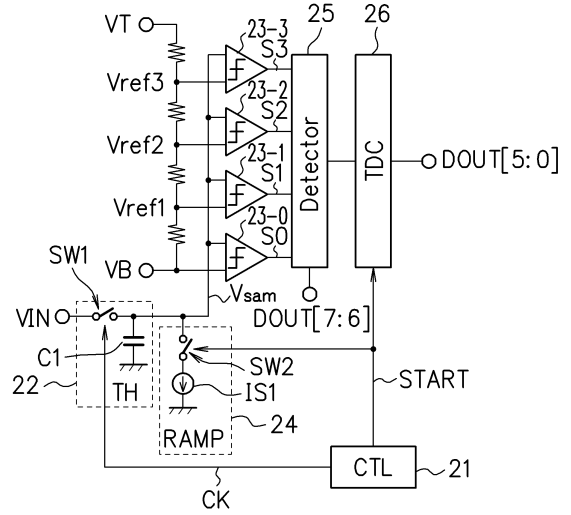 25
26
VT
23-3
S3
Vref3
23-2
S2
Vref2
23-1
S1
Detector
TDC
DOUT[5:0]
Vref1
23-0
S0
SW1
VB
Vsam
VIN
DOUT[7:6]
C1
22
TH
SW2
IS1
START
RAMP
24
CTL
21
CK